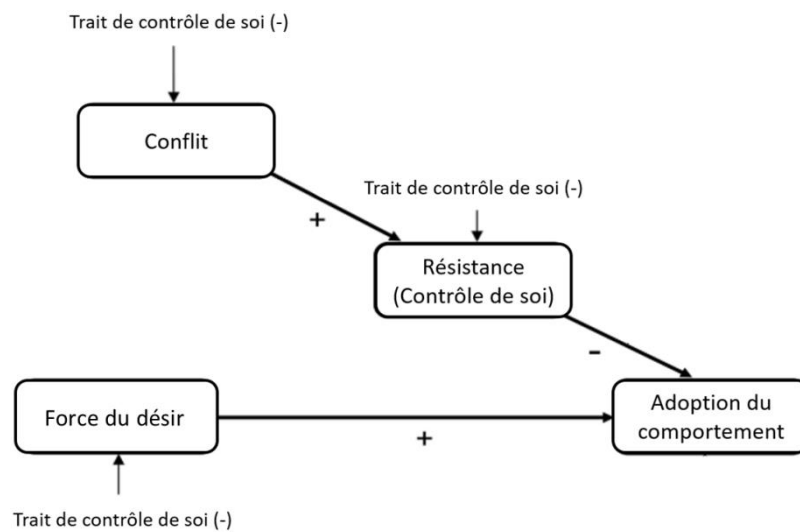 Trait de contrôle de soi (-)
Conflit
Trait de contrôle de soi (-)
+
Résistance
(Contrôle de soi)
-
Force du désir
Adoption du
comportement
+
Trait de contrôle de soi (-)